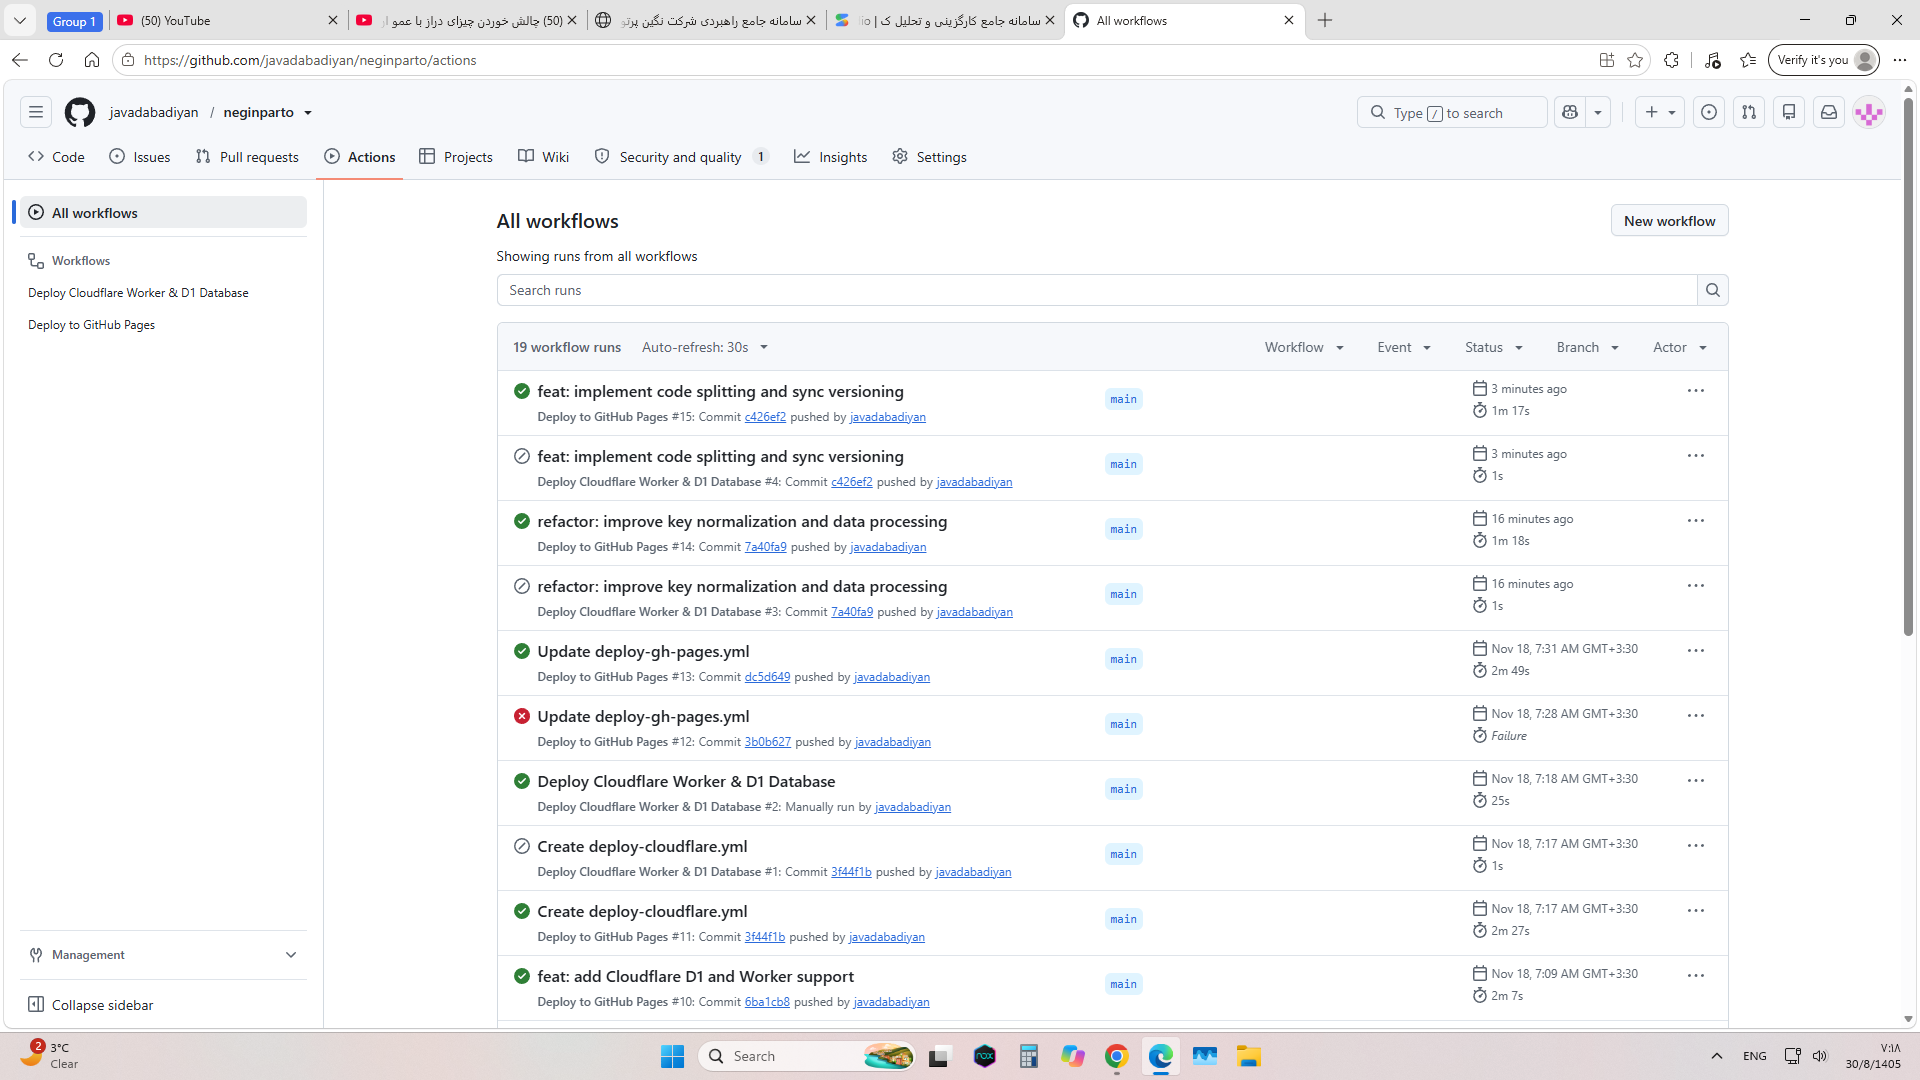 Group 1
(50) YouTube
(50) چالش خوردن چیزای دراز با عمو ار
سامانه جامع راهبردی شرکت نگین پرتو
سامانه جامع کارگزینی و تحلیل ک | io
All workflows
https://github.com/javadabadiyan/neginparto/actions
Verify it's you
javadabadiyan / neginparto
Type / to search
Code
Issues
Pull requests
Actions
Projects
Wiki
Security and quality 1
Insights
Settings
All workflows
Workflows
Deploy Cloudflare Worker & D1 Database
Deploy to GitHub Pages
Management
Collapse sidebar
All workflows
New workflow
Showing runs from all workflows
Search runs
19 workflow runs Auto-refresh: 30s Workflow Event Status Branch Actor
feat: implement code splitting and sync versioning main 3 minutes ago
Deploy to GitHub Pages #15: Commit c426ef2 pushed by javadabadiyan 1m 17s
feat: implement code splitting and sync versioning main 3 minutes ago
Deploy Cloudflare Worker & D1 Database #4: Commit c426ef2 pushed by javadabadiyan 1s
refactor: improve key normalization and data processing main 16 minutes ago
Deploy to GitHub Pages #14: Commit 7a40fa9 pushed by javadabadiyan 1m 18s
refactor: improve key normalization and data processing main 16 minutes ago
Deploy Cloudflare Worker & D1 Database #3: Commit 7a40fa9 pushed by javadabadiyan 1s
Update deploy-gh-pages.yml main Nov 18, 7:31 AM GMT+3:30
Deploy to GitHub Pages #13: Commit dc5d649 pushed by javadabadiyan 2m 49s
Update deploy-gh-pages.yml main Nov 18, 7:28 AM GMT+3:30
Deploy to GitHub Pages #12: Commit 3b0b627 pushed by javadabadiyan Failure
Deploy Cloudflare Worker & D1 Database main Nov 18, 7:18 AM GMT+3:30
Deploy Cloudflare Worker & D1 Database #2: Manually run by javadabadiyan 25s
Create deploy-cloudflare.yml main Nov 18, 7:17 AM GMT+3:30
Deploy Cloudflare Worker & D1 Database #1: Commit 3f44f1b pushed by javadabadiyan 1s
Create deploy-cloudflare.yml main Nov 18, 7:17 AM GMT+3:30
Deploy to GitHub Pages #11: Commit 3f44f1b pushed by javadabadiyan 2m 27s
feat: add Cloudflare D1 and Worker support main Nov 18, 7:09 AM GMT+3:30
Deploy to GitHub Pages #10: Commit 6ba1cb8 pushed by javadabadiyan 2m 7s
2
3°C
Clear
Search
nox
ENG
٧:١٨
30/8/1405